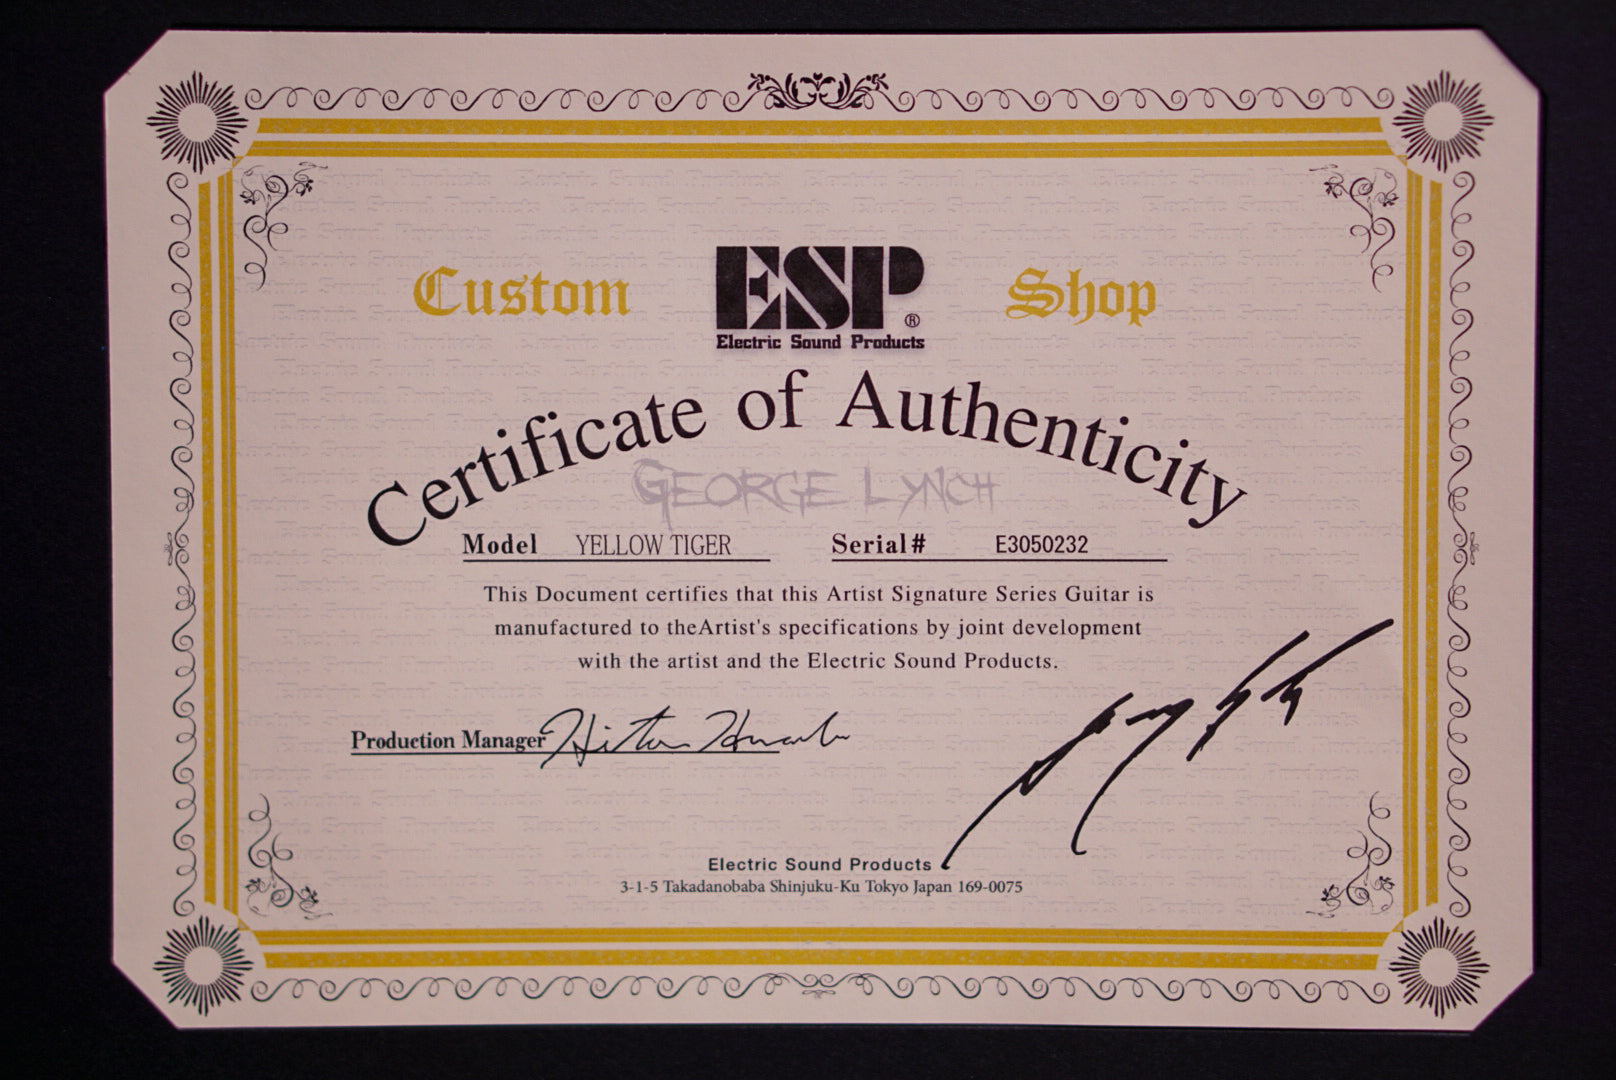 Custom ESP® Shop
Electric Sound Products
Certificate of Authenticity
GEORGE LYNCH
Model YELLOW TIGER Serial# E3050232
This Document certifies that this Artist Signature Series Guitar is
manufactured to theArtist's specifications by joint development
with the artist and the Electric Sound Products.
Production Manager
Electric Sound Products
3-1-5 Takadanobaba Shinjuku-Ku Tokyo Japan 169-0075